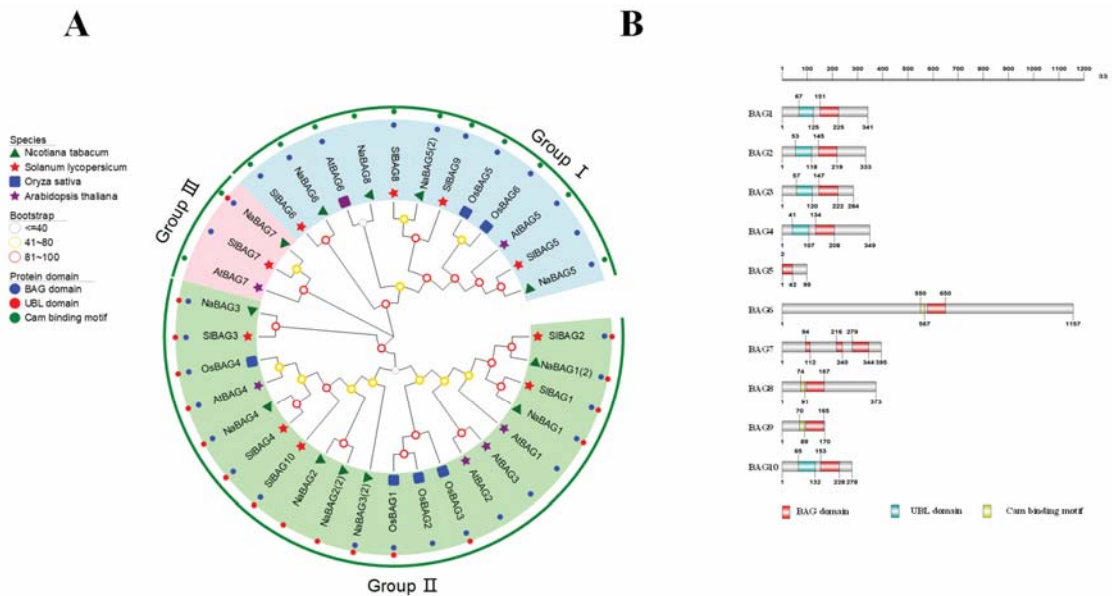 A
B
Species
Nicotiana tabacum
Solanum lycopersicum
Oryza sativa
Arabidopsis thaliana
Bootstrap
<=40
41~80
81~100
Protein domain
BAG domain
UBL domain
Cam binding motif
Group I
Group II
Group III
SlBAG6
NaBAG6
AtBAG6
NaBAG8
SlBAG8
NaBAG5(2)
SlBAG9
OsBAG5
OsBAG6
AtBAG5
SlBAG5
NaBAG5
SlBAG2
NaBAG1(2)
SlBAG1
NaBAG1
AtBAG1
AtBAG3
AtBAG2
OsBAG3
OsBAG2
OsBAG1
NaBAG3(2)
NaBAG2(2)
NaBAG2
SlBAG10
SlBAG4
NaBAG4
AtBAG4
OsBAG4
SlBAG3
NaBAG3
AtBAG7
SlBAG7
NaBAG7
0 100 200 300 400 500 600 700 800 900 1000 1100 1200
33
67 151
BAG1
1 125 225 341
53 145
BAG2
1 118 219 333
57 147
BAG3
1 120 222 284
41 134
BAG4
1 107 208 349
2
BAG5
1 43 99
550 650
BAG6
1 567 1157
94 216 279
BAG7
1 112 240 344 395
74 167
BAG8
1 91 373
70 165
BAG9
1 89 170
65 153
BAG10
1 132 228 278
BAG domain UBL domain Cam binding motif